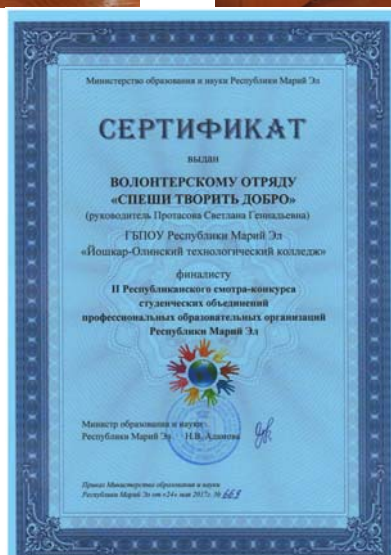 Министерство образования и науки Республики Марий Эл
СЕРТИФИКАТ
выдан
ВОЛОНТЕРСКОМУ ОТРЯДУ
«СПЕШИ ТВОРИТЬ ДОБРО»
(руководитель Протасова Светлана Геннадьевна)
ГБПОУ Республики Марий Эл
«Йошкар-Олинский технологический колледж»
финалисту
II Республиканского смотра-конкурса
студенческих объединений
профессиональных образовательных организаций
Республики Марий Эл
Министр образования и науки
Республики Марий Эл Н.В. Адамова
Приказ Министерства образования и науки
Республики Марий Эл от «24» мая 2017г. № 669